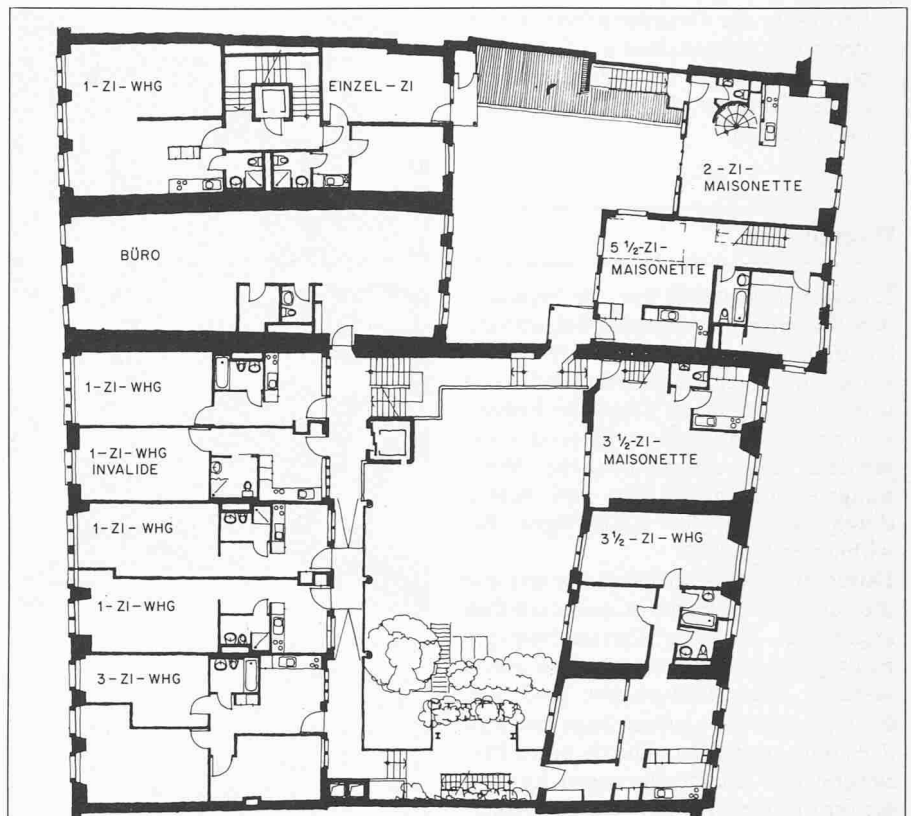 1-ZI-WHG
EINZEL-ZI
2-ZI-
MAISONETTE
BÜRO
5 ½-ZI-
MAISONETTE
1-ZI-WHG
1-ZI-WHG
INVALIDE
3 ½-ZI-
MAISONETTE
1-ZI-WHG
3 ½-ZI-WHG
1-ZI-WHG
3-ZI-WHG